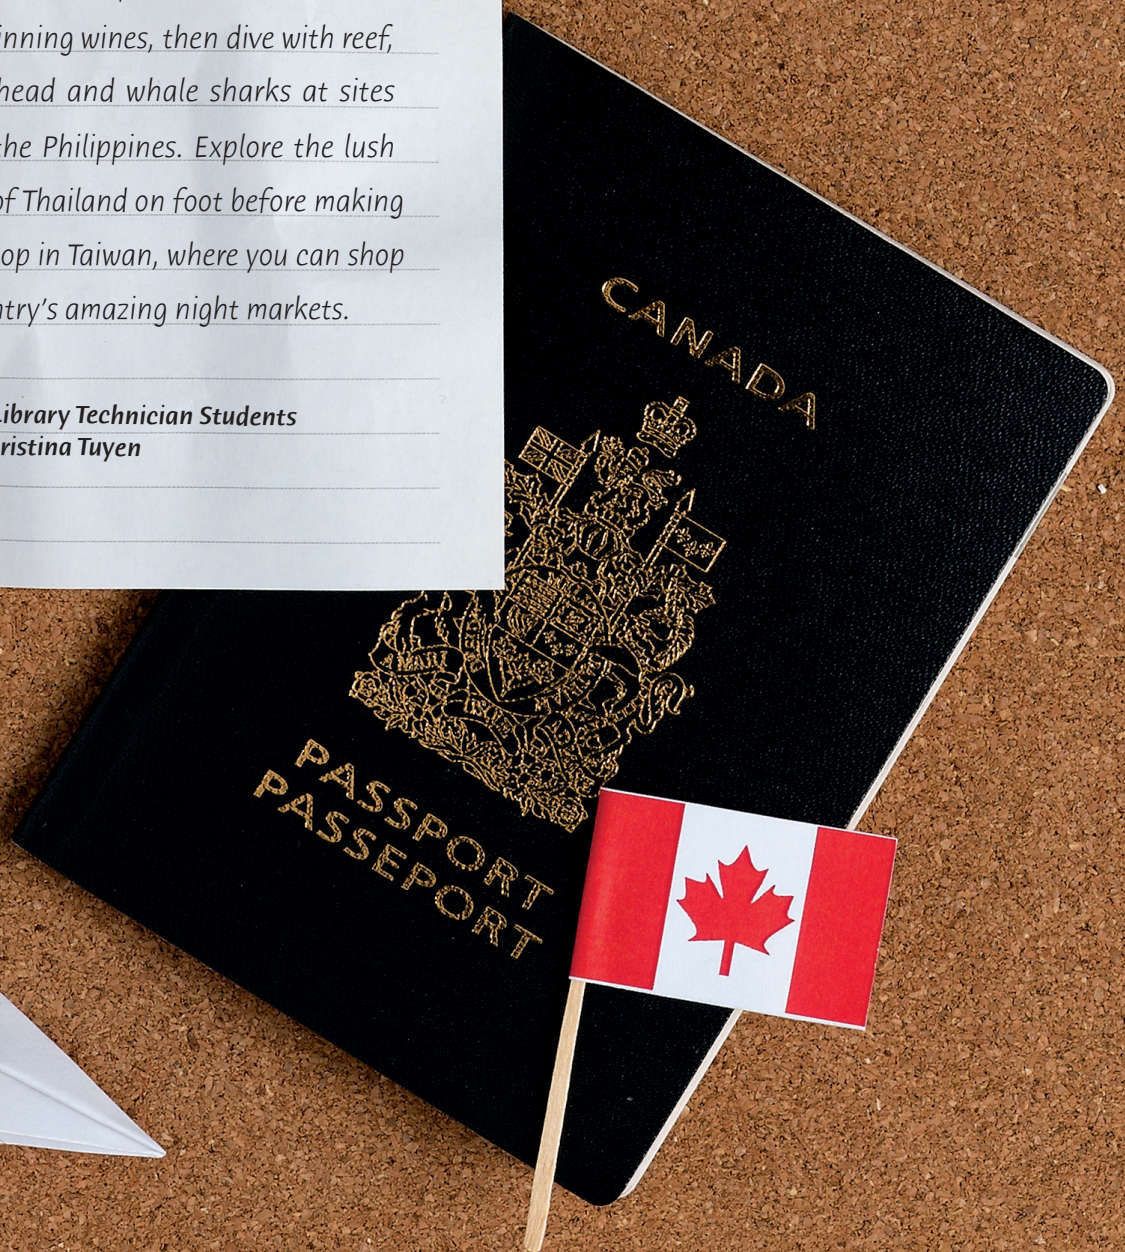 inning wines, then dive with reef,
head and whale sharks at sites
the Philippines. Explore the lush
of Thailand on foot before making
op in Taiwan, where you can shop
ntry's amazing night markets.
Library Technician Students
ristina Tuyen
CANADA
PASSPORT
PASSEPORT